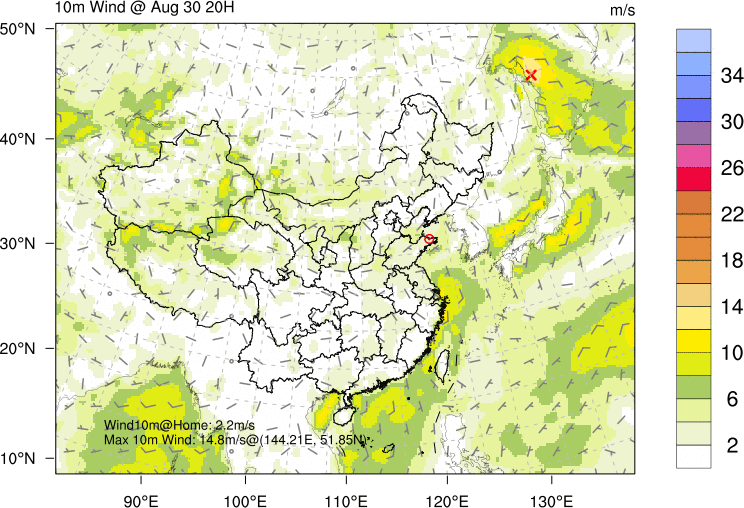 10m Wind @ Aug 30 20H
m/s
50°N
40°N
30°N
20°N
10°N
34
30
26
22
18
14
10
6
2
Wind10m@Home: 2.2m/s
Max 10m Wind: 14.8m/s@(144.21E, 51.85N)
90°E
100°E
110°E
120°E
130°E